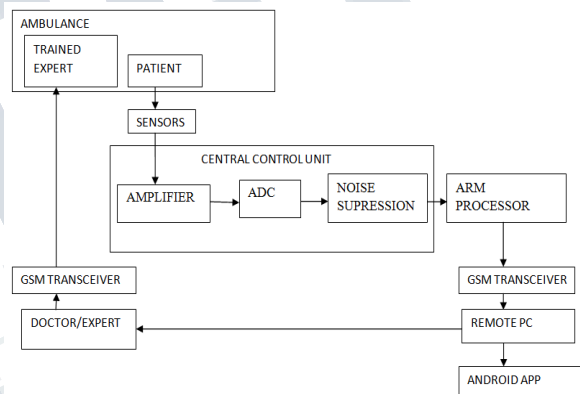 AMBULANCE
TRAINED
EXPERT
PATIENT
SENSORS
CENTRAL CONTROL UNIT
AMPLIFIER
ADC
NOISE
SUPRESSION
ARM
PROCESSOR
GSM TRANSCEIVER
GSM TRANSCEIVER
DOCTOR/EXPERT
REMOTE PC
ANDROID APP